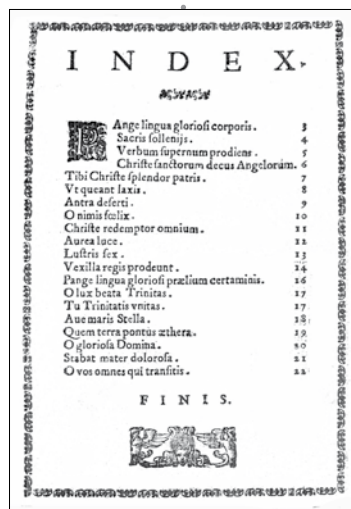 INDEX.
PAnge lingua gloriosi corporis. 3
Sacris sollenijs. 4
Verbum supernum prodiens. 5
Christe sanctorum decus Angelorum. 6
Tibi Christe splendor patris. 7
Vt queant laxis. 8
Antra deserti. 9
O nimis fœlix. 10
Christe redemptor omnium. 11
Aurea luce. 12
Lustris sex. 13
Vexilla regis prodeunt. 14
Pange lingua gloriosi prælium certaminis. 16
O lux beata Trinitas. 17
Tu Trinitatis vnitas. 17
Aue maris Stella. 18
Quem terra pontus æthera. 19
O gloriosa Domina. 20
Stabat mater dolorosa. 21
O vos omnes qui transitis. 22
FINIS.